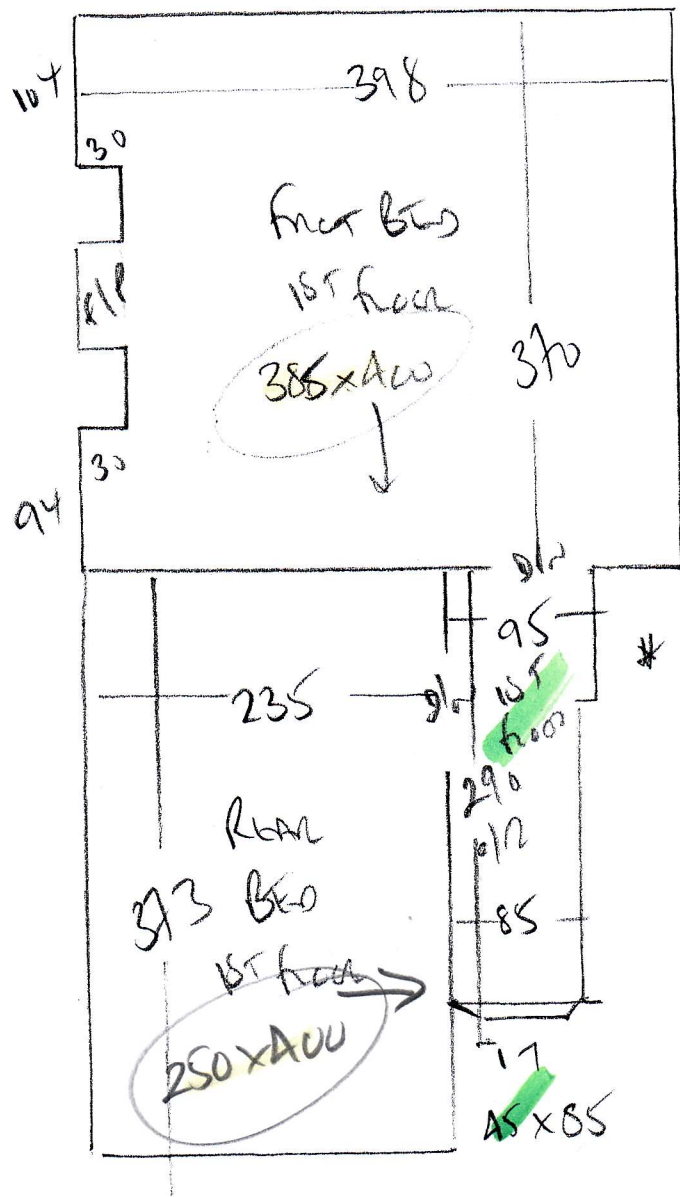 398
104
30
FRONT BED
1ST FLOOR
385 x 400
370
F/P
30
94
D/W
95
1ST
FLOOR
*
235
D/W
290
O/R
REAR
BED
1ST FLOOR
373
85
250 x 400
17
45 x 85